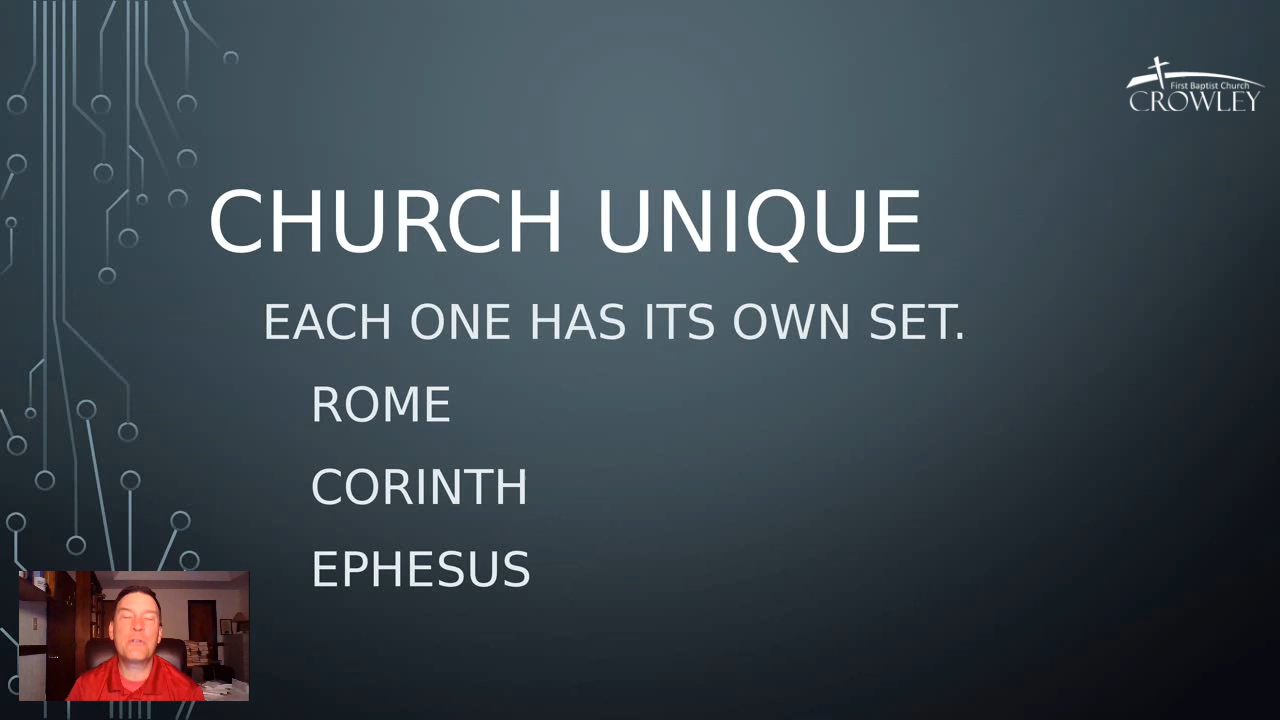 First Baptist Church
CROWLEY
CHURCH UNIQUE
EACH ONE HAS ITS OWN SET.
ROME
CORINTH
EPHESUS